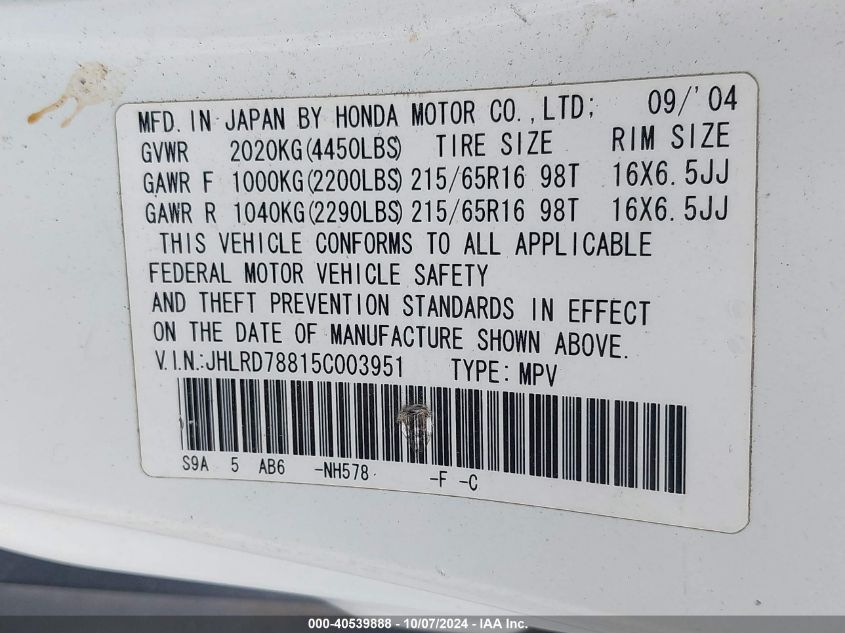 MFD. IN JAPAN BY HONDA MOTOR CO., LTD; 09/'04
GVWR 2020KG(4450LBS) TIRE SIZE RIM SIZE
GAWR F 1000KG(2200LBS) 215/65R16 98T 16X6.5JJ
GAWR R 1040KG(2290LBS) 215/65R16 98T 16X6.5JJ
THIS VEHICLE CONFORMS TO ALL APPLICABLE
FEDERAL MOTOR VEHICLE SAFETY
AND THEFT PREVENTION STANDARDS IN EFFECT
ON THE DATE OF MANUFACTURE SHOWN ABOVE.
V.I.N.:JHLRD78815C003951 TYPE: MPV
S9A 5 AB6 -NH578 -F -C
000-40539888 - 10/07/2024 - IAA Inc.